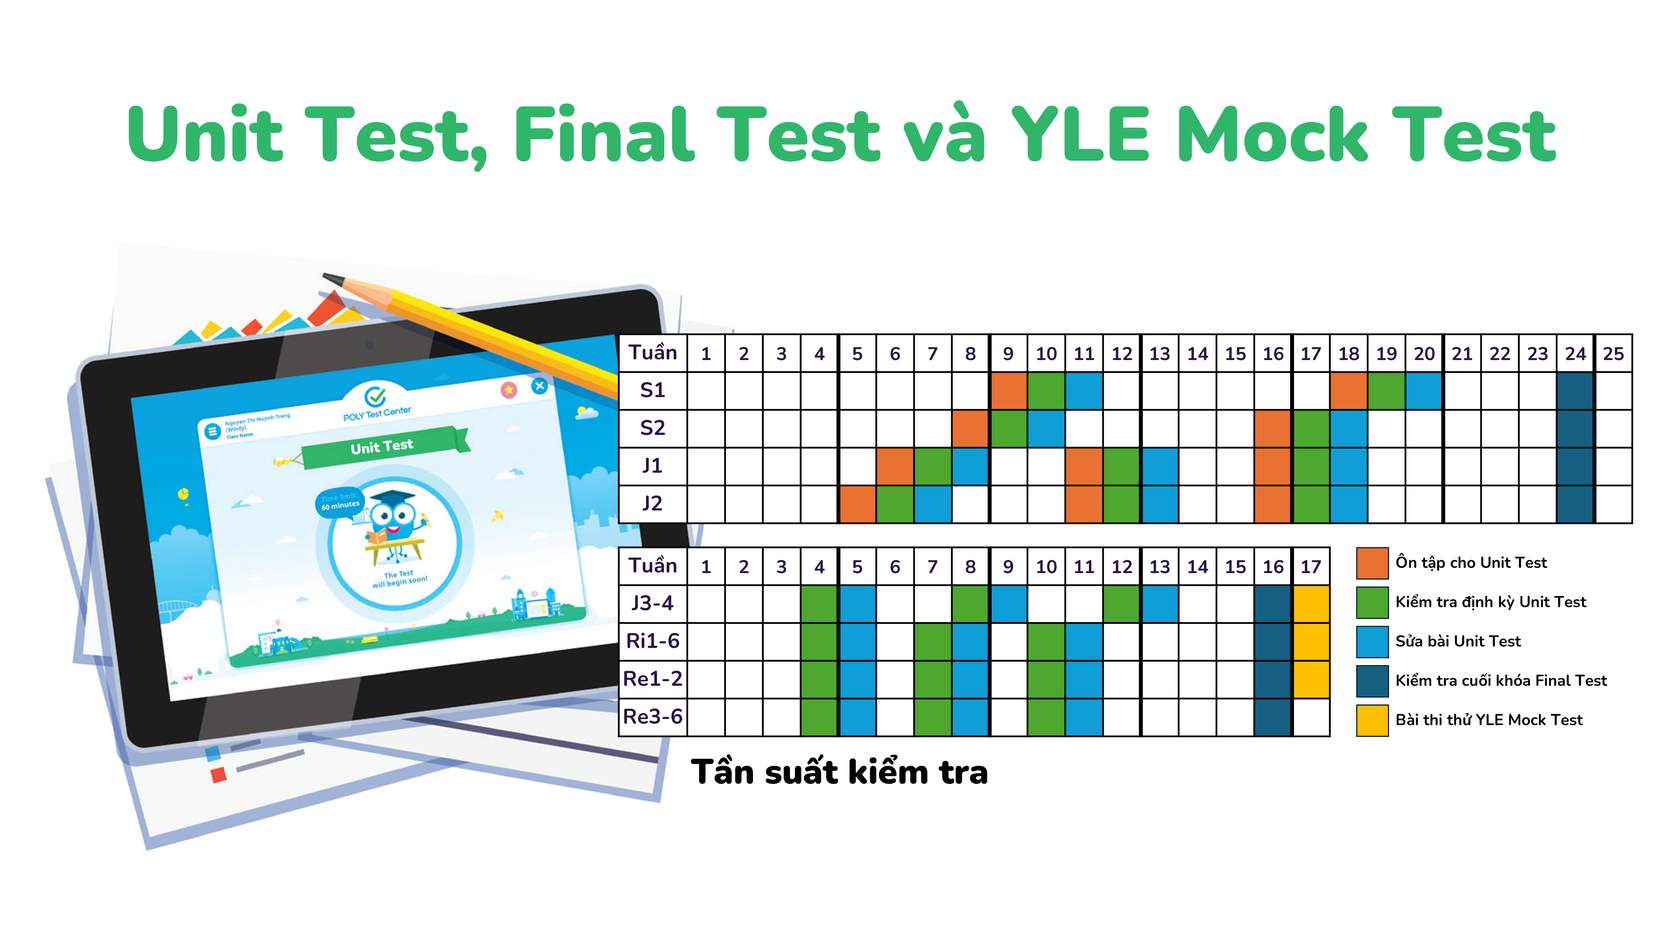 Unit Test, Final Test và YLE Mock Test
Nguyen Thi Huynh Trang
(Windy)
Class Name
POLY Test Center
Unit Test
Time limit:
60 minutes
The Test
will begin soon!
Tuần 1 2 3 4 5 6 7 8 9 10 11 12 13 14 15 16 17 18 19 20 21 22 23 24 25
S1
S2
J1
J2
Tuần 1 2 3 4 5 6 7 8 9 10 11 12 13 14 15 16 17
J3-4
Ri1-6
Re1-2
Re3-6
Ôn tập cho Unit Test
Kiểm tra định kỳ Unit Test
Sửa bài Unit Test
Kiểm tra cuối khóa Final Test
Bài thi thử YLE Mock Test
Tần suất kiểm tra